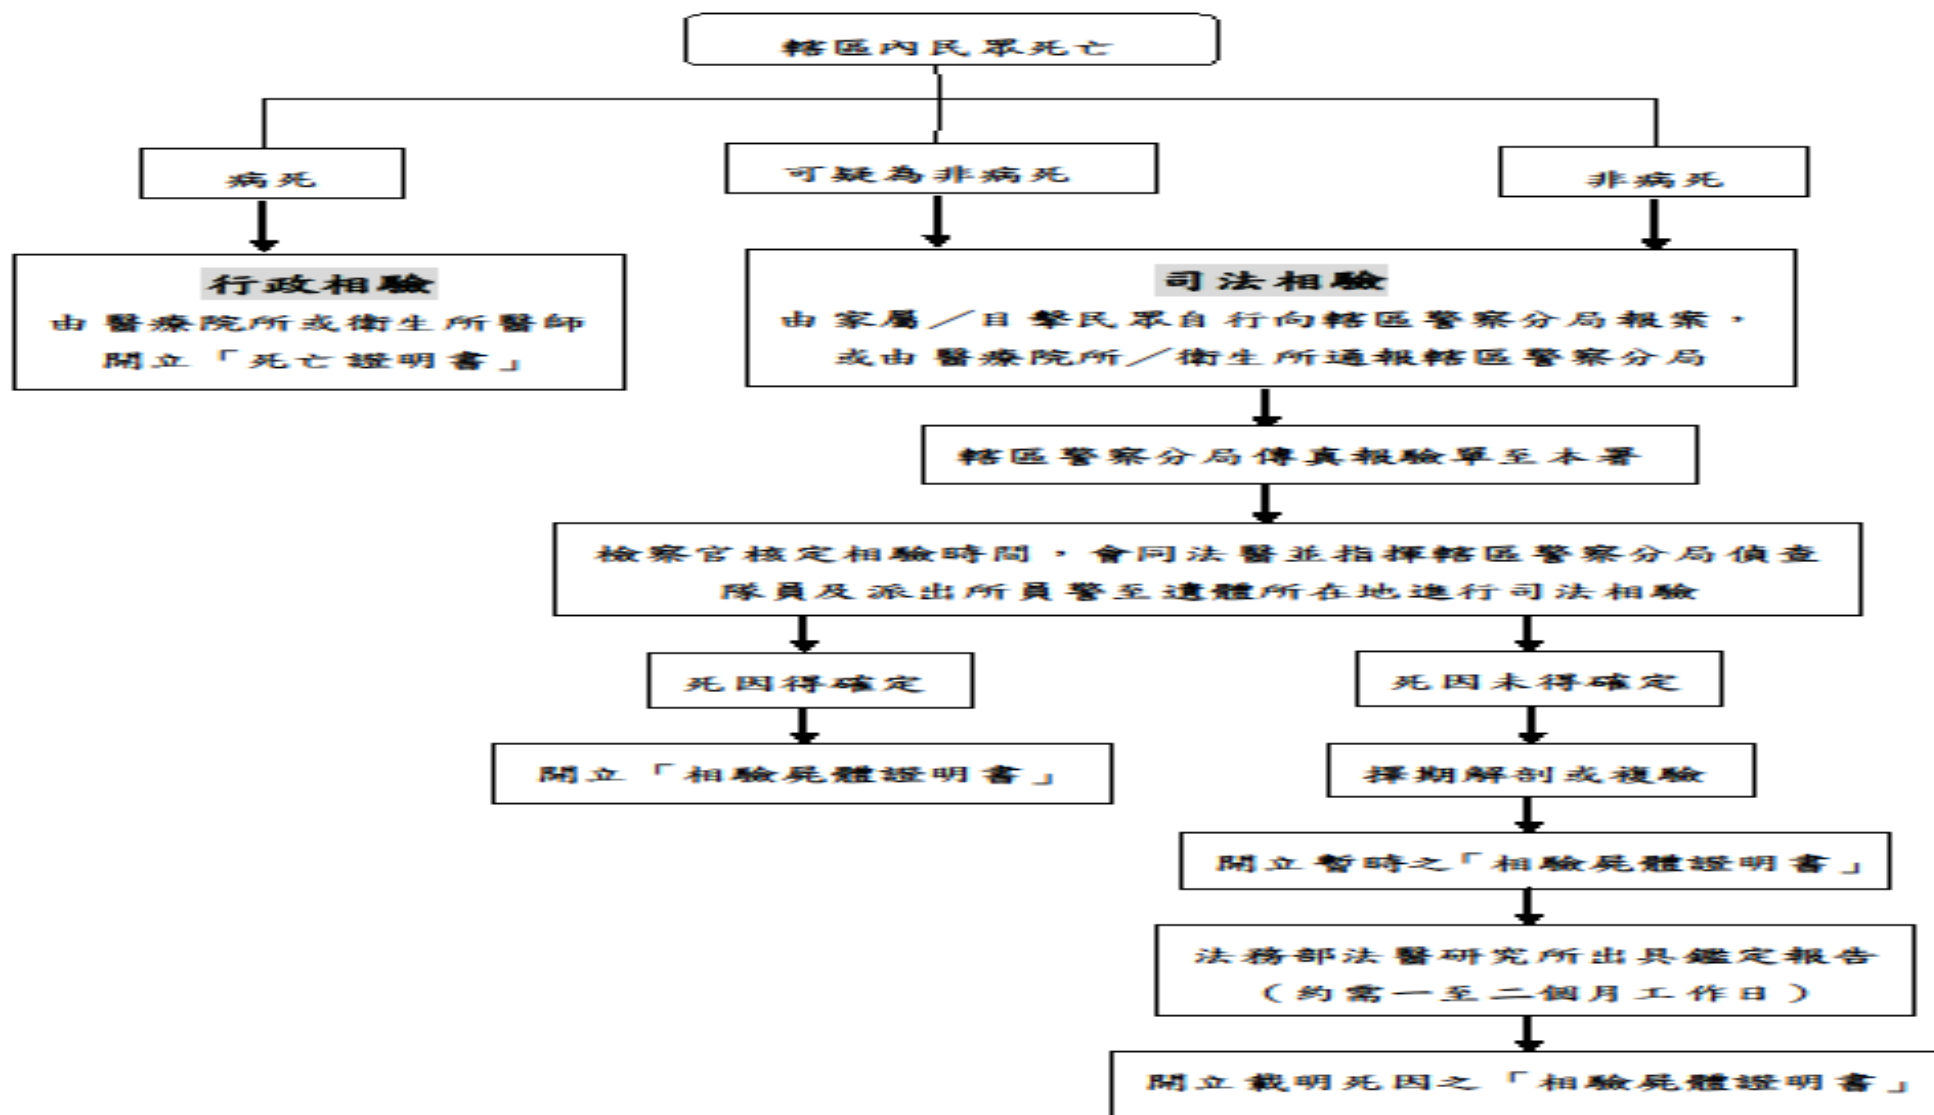 轄區內民眾死亡
病死
可疑為非病死
非病死
行政相驗
由醫療院所或衛生所醫師
開立「死亡證明書」
司法相驗
由家屬／目擊民眾自行向轄區警察分局報案，
或由醫療院所／衛生所通報轄區警察分局
轄區警察分局傳真報驗單至本署
檢察官核定相驗時間，會同法醫並指揮轄區警察分局偵查
隊員及派出所員警至遺體所在地進行司法相驗
死因得確定
死因未得確定
開立「相驗屍體證明書」
擇期解剖或複驗
開立暫時之「相驗屍體證明書」
法務部法醫研究所出具鑑定報告
（約需一至二個月工作日）
開立載明死因之「相驗屍體證明書」